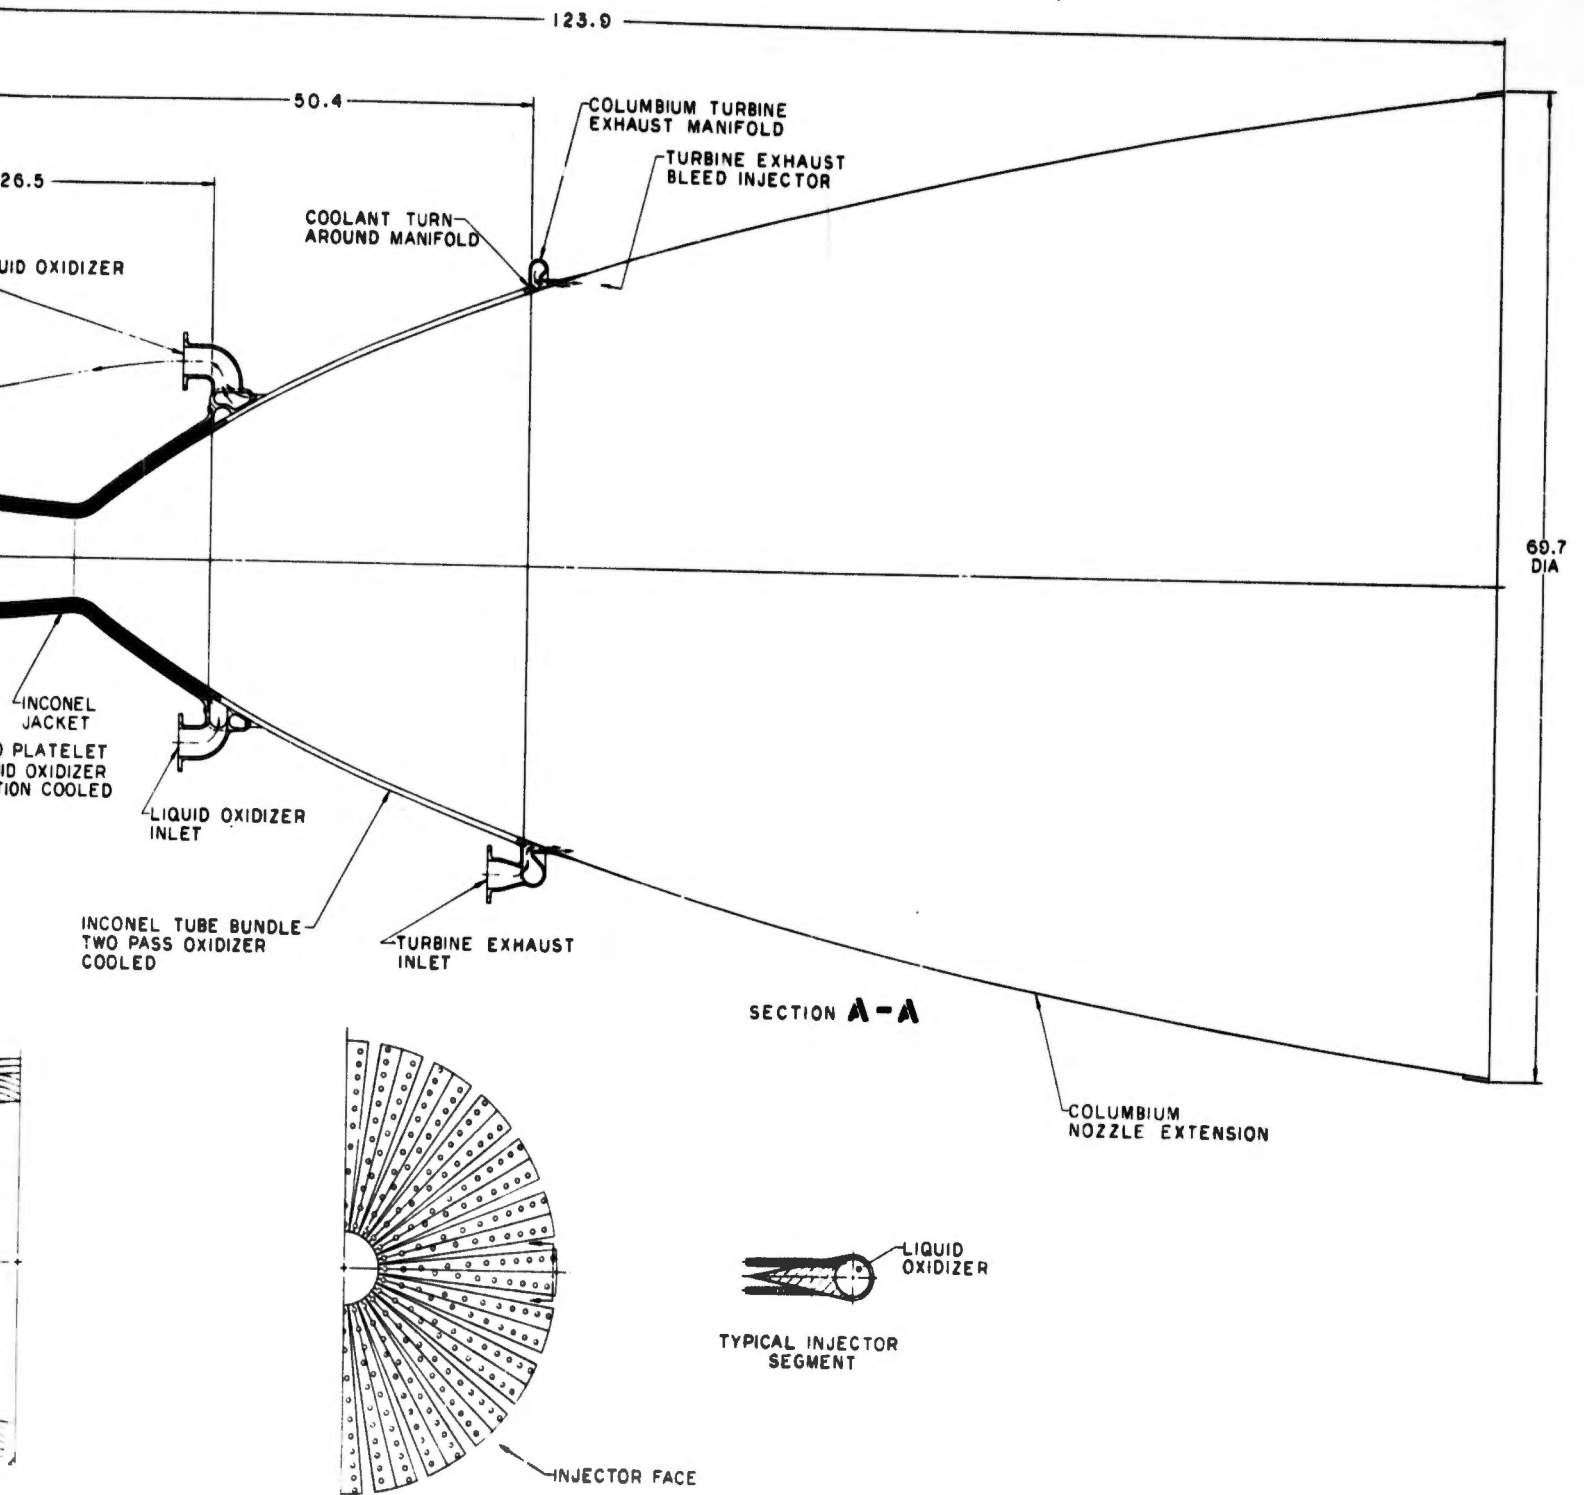 123.9
50.4
COLUMBIUM TURBINE
EXHAUST MANIFOLD
TURBINE EXHAUST
BLEED INJECTOR
26.5
COOLANT TURN
AROUND MANIFOLD
UID OXIDIZER
69.7
DIA
INCONEL
JACKET
PLATELET
ID OXIDIZER
TION COOLED
LIQUID OXIDIZER
INLET
INCONEL TUBE BUNDLE
TWO PASS OXIDIZER
COOLED
TURBINE EXHAUST
INLET
SECTION A-A
COLUMBIUM
NOZZLE EXTENSION
LIQUID
OXIDIZER
TYPICAL INJECTOR
SEGMENT
INJECTOR FACE